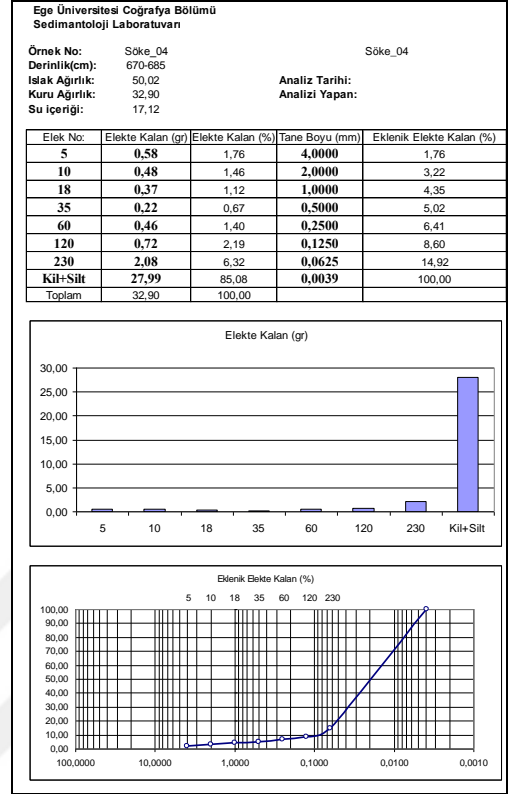 Ege Üniversitesi Coğrafya Bölümü
Sedimantoloji Laboratuvarı
Örnek No: Söke_04 Söke_04
Derinlik(cm): 670-685
Islak Ağırlık: 50,02 Analiz Tarihi:
Kuru Ağırlık: 32,90 Analizi Yapan:
Su içeriği: 17,12
Elek No: Elekte Kalan (gr) Elekte Kalan (%) Tane Boyu (mm) Eklenik Elekte Kalan (%)
5 0,58 1,76 4,0000 1,76
10 0,48 1,46 2,0000 3,22
18 0,37 1,12 1,0000 4,35
35 0,22 0,67 0,5000 5,02
60 0,46 1,40 0,2500 6,41
120 0,72 2,19 0,1250 8,60
230 2,08 6,32 0,0625 14,92
Kil+Silt 27,99 85,08 0,0039 100,00
Toplam 32,90 100,00
Elekte Kalan (gr)
30,00
25,00
20,00
15,00
10,00
5,00
0,00
5 10 18 35 60 120 230 Kil+Silt
Eklenik Elekte Kalan (%)
5 10 18 35 60 120 230
100,00
90,00
80,00
70,00
60,00
50,00
40,00
30,00
20,00
10,00
0,00
100,0000 10,0000 1,0000 0,1000 0,0100 0,0010